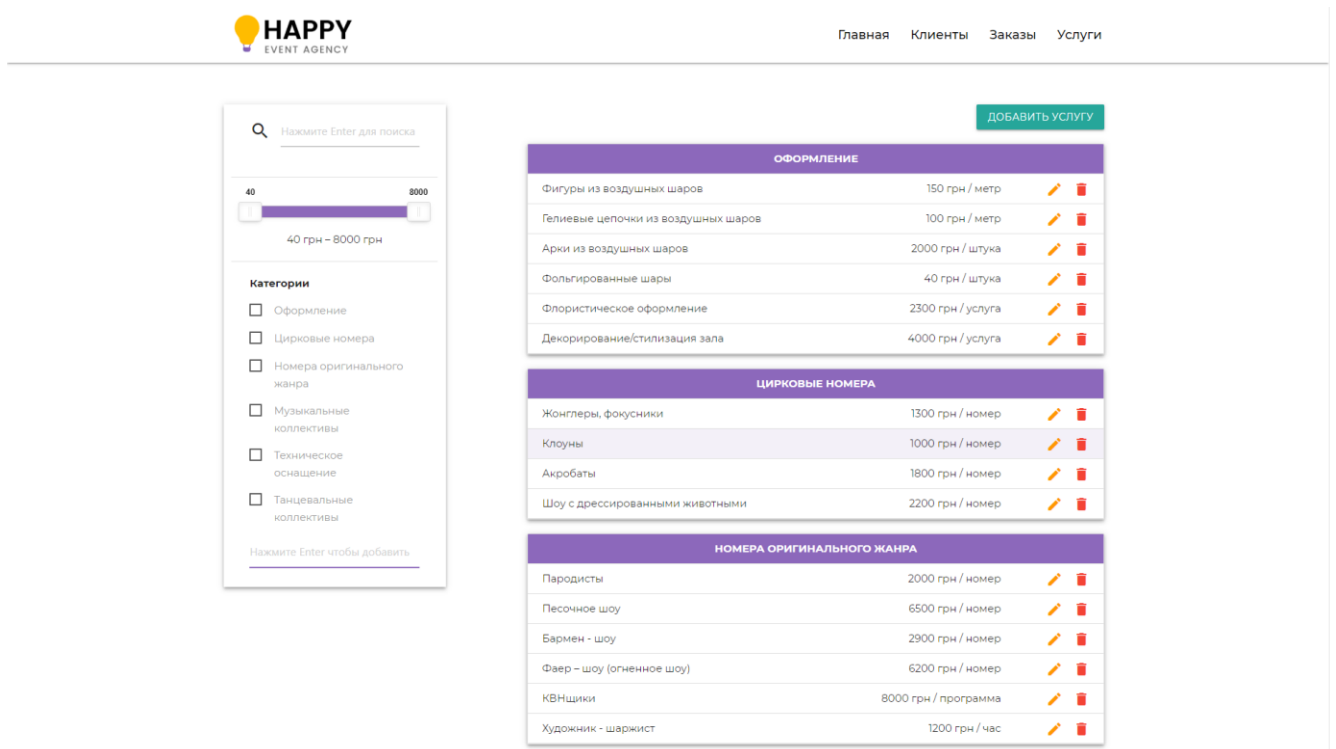 HAPPY
EVENT AGENCY
Главная Клиенты Заказы Услуги
Нажмите Enter для поиска
40 8000
40 грн – 8000 грн
Категории
Оформление
Цирковые номера
Номера оригинального
жанра
Музыкальные
коллективы
Техническое
оснащение
Танцевальные
коллективы
Нажмите Enter чтобы добавить
ДОБАВИТЬ УСЛУГУ
ОФОРМЛЕНИЕ
Фигуры из воздушных шаров 150 грн / метр
Гелиевые цепочки из воздушных шаров 100 грн / метр
Арки из воздушных шаров 2000 грн / штука
Фольгированные шары 40 грн / штука
Флористическое оформление 2300 грн / услуга
Декорирование/стилизация зала 4000 грн / услуга
ЦИРКОВЫЕ НОМЕРА
Жонглеры, фокусники 1300 грн / номер
Клоуны 1000 грн / номер
Акробаты 1800 грн / номер
Шоу с дрессированными животными 2200 грн / номер
НОМЕРА ОРИГИНАЛЬНОГО ЖАНРА
Пародисты 2000 грн / номер
Песочное шоу 6500 грн / номер
Бармен - шоу 2900 грн / номер
Фаер – шоу (огненное шоу) 6200 грн / номер
КВНщики 8000 грн / программа
Художник - шаржист 1200 грн / час